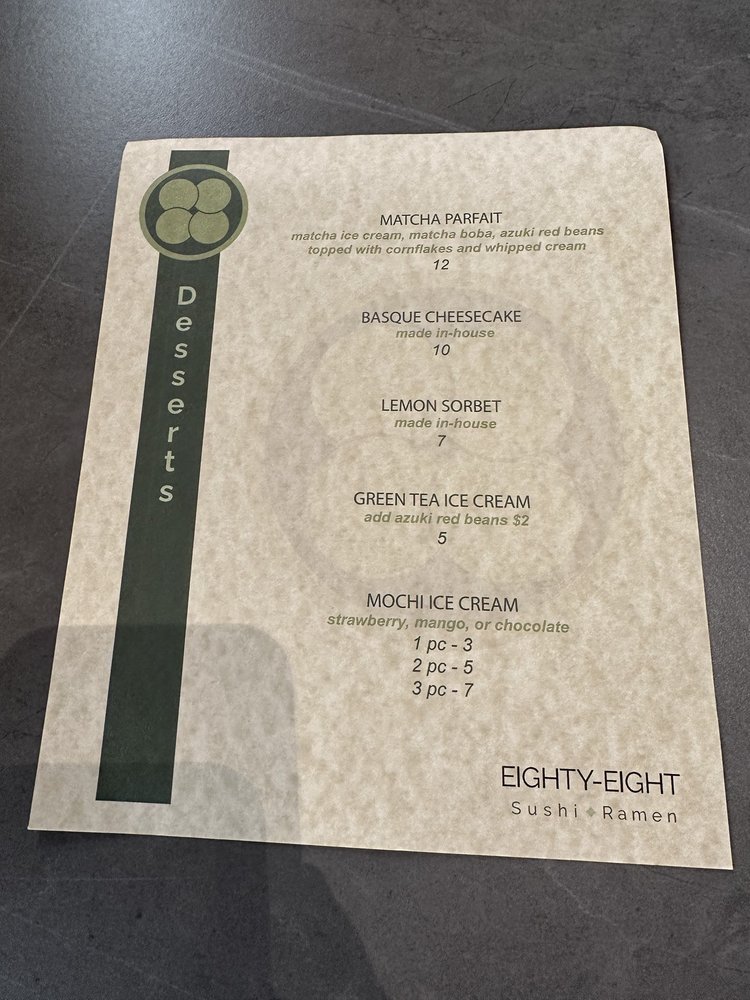 Desserts
MATCHA PARFAIT
matcha ice cream, matcha boba, azuki red beans
topped with cornflakes and whipped cream
12
BASQUE CHEESECAKE
made in-house
10
LEMON SORBET
made in-house
7
GREEN TEA ICE CREAM
add azuki red beans $2
5
MOCHI ICE CREAM
strawberry, mango, or chocolate
1 pc - 3
2 pc - 5
3 pc - 7
EIGHTY-EIGHT
Sushi Ramen